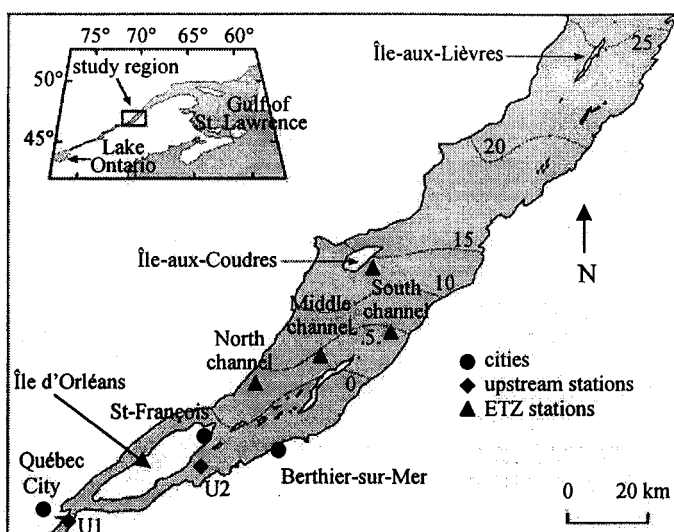 75° 70° 65° 60°
50°
45°
study region
Gulf of
St. Lawrence
Lake
Ontario
Île-aux-Lièvres
25
20
N
Île-aux-Coudres
15
10
South
channel
Middle
channel
5
North
channel
0
Île d'Orléans
St-François
cities
upstream stations
ETZ stations
Québec
City
U1
U2
Berthier-sur-Mer
0 20 km